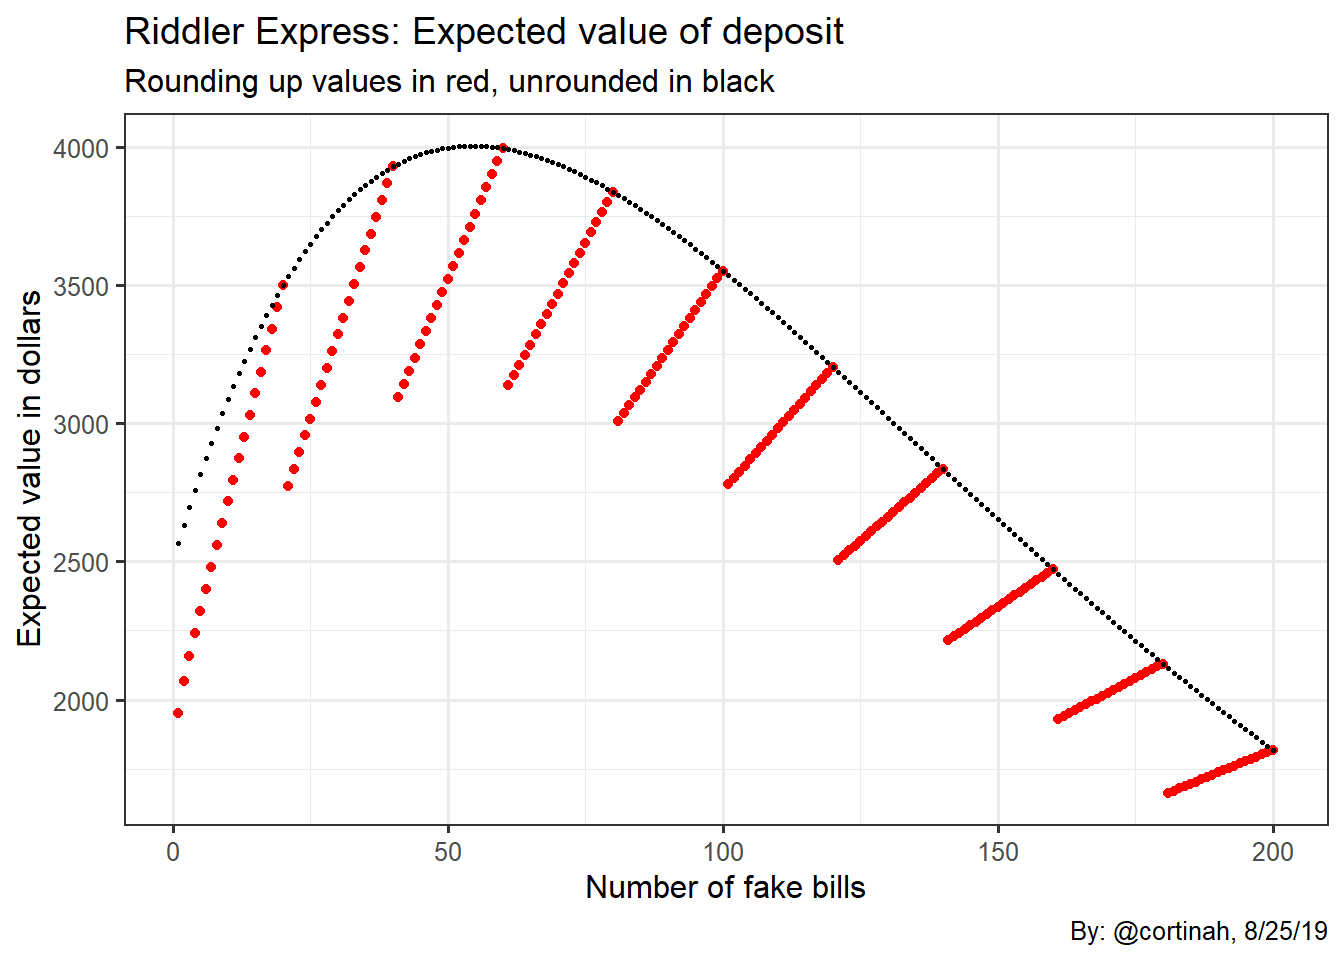 Riddler Express: Expected value of deposit
Rounding up values in red, unrounded in black
Expected value in dollars
4000
3500
3000
2500
2000
0 50 100 150 200
Number of fake bills
By: @cortinah, 8/25/19